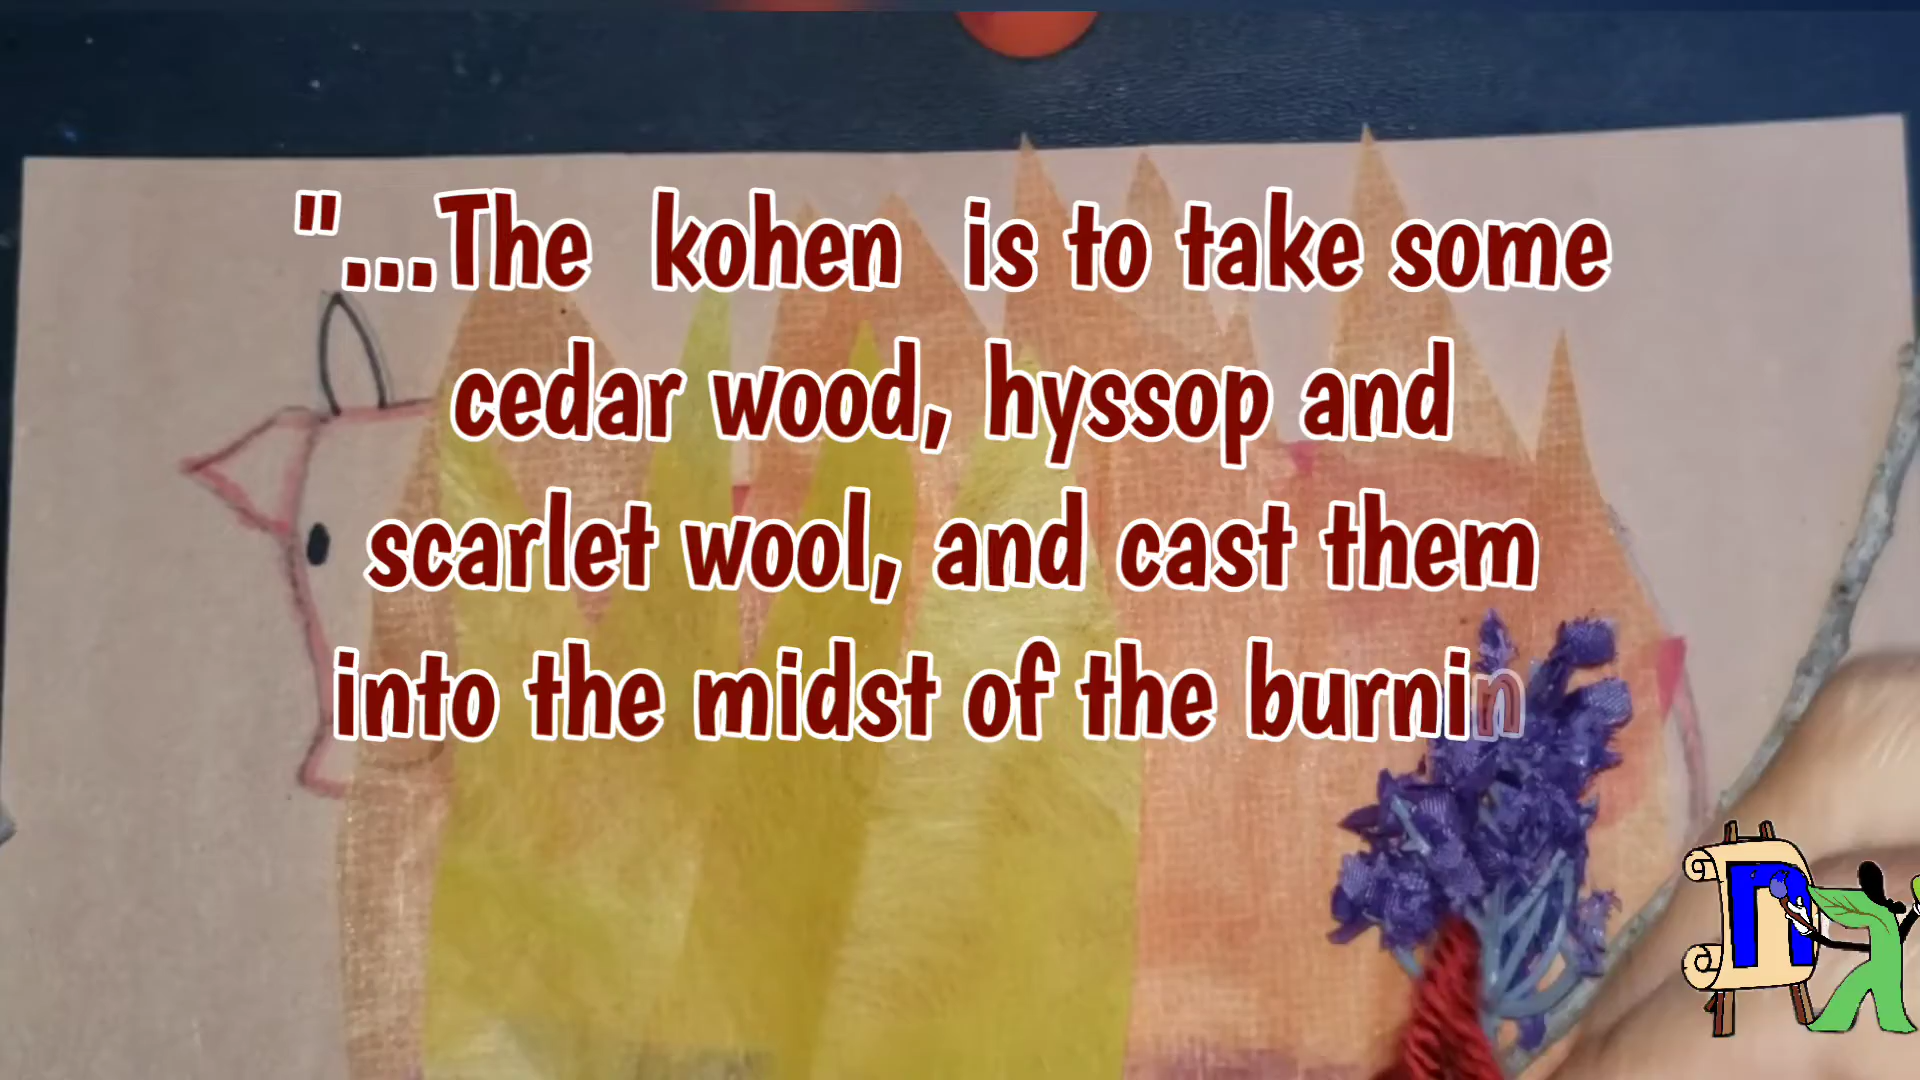 "...The kohen is to take some
cedar wood, hyssop and
scarlet wool, and cast them
into the midst of the burnin